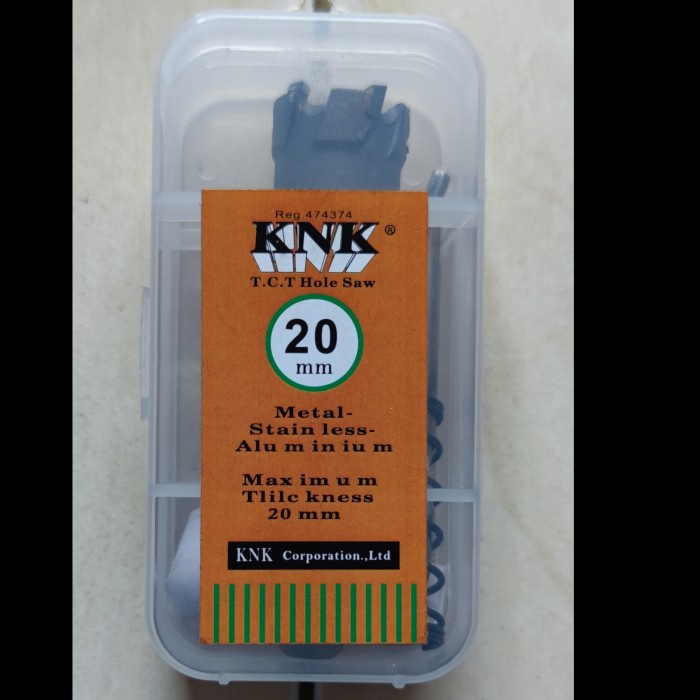 Reg.474374
KNK ®
T.C.T Hole Saw
20
mm
Metal-
Stain less-
Alu m in iu m
Max im u m
Tlilc kness
20 mm
KNK Corporation.,Ltd